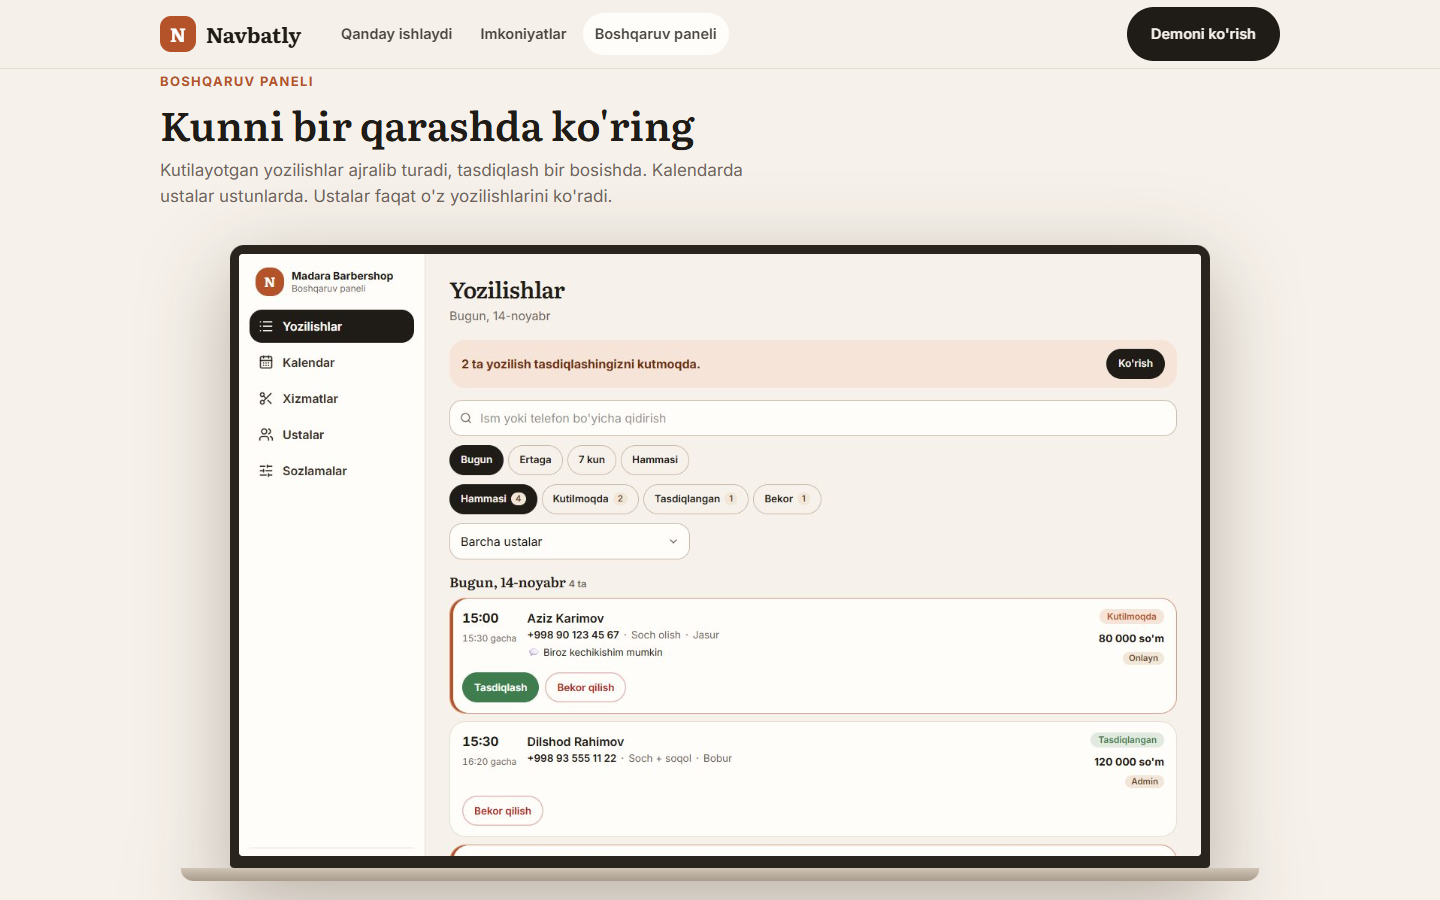 N Navbatly Qanday ishlaydi Imkoniyatlar Boshqaruv paneli Demoni ko'rish
BOSHQARUV PANELI
Kunni bir qarashda ko'ring
Kutilayotgan yozilishlar ajralib turadi, tasdiqlash bir bosishda. Kalendarda
ustalar ustunlarda. Ustalar faqat o'z yozilishlarini ko'radi.
N Madara Barbershop
Boshqaruv paneli
Yozilishlar
Kalendar
Xizmatlar
Ustalar
Sozlamalar
Yozilishlar
Bugun, 14-noyabr
2 ta yozilish tasdiqlashingizni kutmoqda. Ko'rish
Ism yoki telefon bo'yicha qidirish
Bugun Ertaga 7 kun Hammasi
Hammasi 4 Kutilmoqda 2 Tasdiqlangan 1 Bekor 1
Barcha ustalar
Bugun, 14-noyabr 4 ta
15:00 Aziz Karimov Kutilmoqda
15:30 gacha +998 90 123 45 67 · Soch olish · Jasur 80 000 so'm
Biroz kechikishim mumkin Onlayn
Tasdiqlash Bekor qilish
15:30 Dilshod Rahimov Tasdiqlangan
16:20 gacha +998 93 555 11 22 · Soch + soqol · Bobur 120 000 so'm
Admin
Bekor qilish